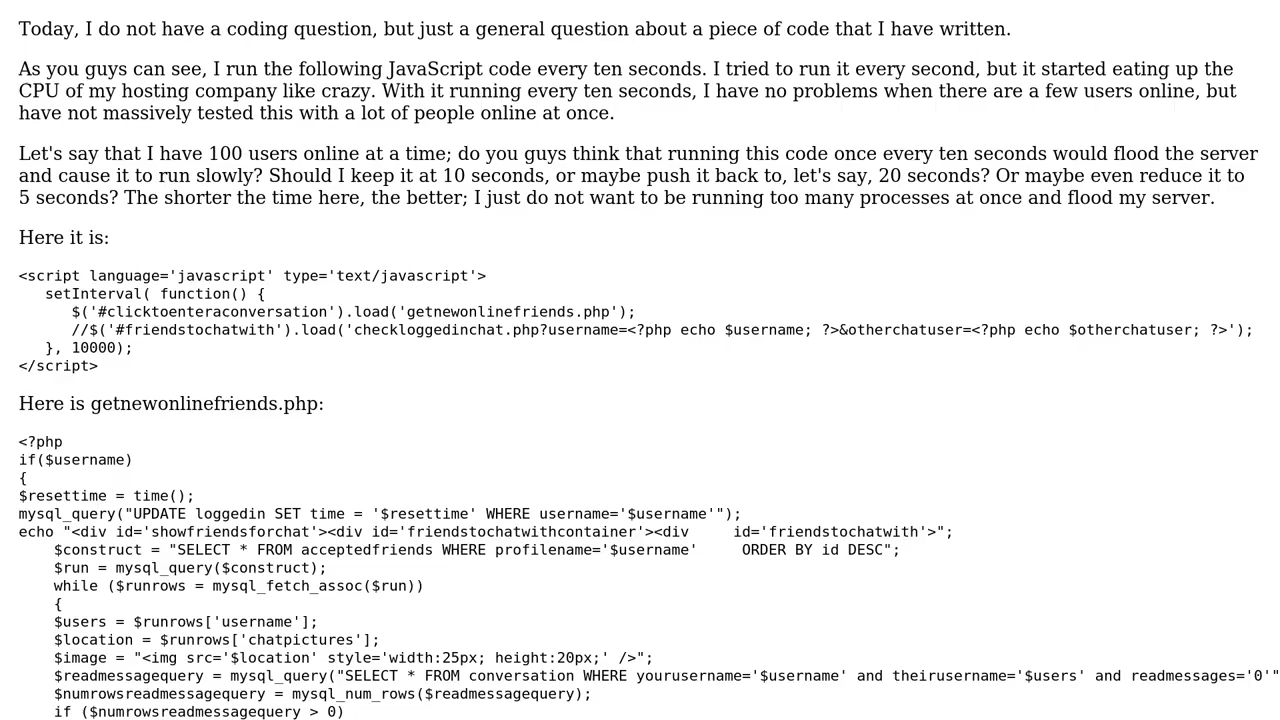 Today, I do not have a coding question, but just a general question about a piece of code that I have written.
As you guys can see, I run the following JavaScript code every ten seconds. I tried to run it every second, but it started eating up the
CPU of my hosting company like crazy. With it running every ten seconds, I have no problems when there are a few users online, but
have not massively tested this with a lot of people online at once.
Let's say that I have 100 users online at a time; do you guys think that running this code once every ten seconds would flood the server
and cause it to run slowly? Should I keep it at 10 seconds, or maybe push it back to, let's say, 20 seconds? Or maybe even reduce it to
5 seconds? The shorter the time here, the better; I just do not want to be running too many processes at once and flood my server.
Here it is:
<script language='javascript' type='text/javascript'>
   setInterval( function() {
      $('#clicktoenteraconversation').load('getnewonlinefriends.php');
      //$('#friendstochatwith').load('checkloggedinchat.php?username=<?php echo $username; ?>&otherchatuser=<?php echo $otherchatuser; ?>');
   }, 10000);
</script>
Here is getnewonlinefriends.php:
<?php
if($username)
{
$resettime = time();
mysql_query("UPDATE loggedin SET time = '$resettime' WHERE username='$username'");
echo "<div id='showfriendsforchat'><div id='friendstochatwithcontainer'><div     id='friendstochatwith'>";
    $construct = "SELECT * FROM acceptedfriends WHERE profilename='$username'     ORDER BY id DESC";
    $run = mysql_query($construct);
    while ($runrows = mysql_fetch_assoc($run))
    {
    $users = $runrows['username'];
    $location = $runrows['chatpictures'];
    $image = "<img src='$location' style='width:25px; height:20px;' />";
    $readmessagequery = mysql_query("SELECT * FROM conversation WHERE yourusername='$username' and theirusername='$users' and readmessages='0'"
    $numrowsreadmessagequery = mysql_num_rows($readmessagequery);
    if ($numrowsreadmessagequery > 0)